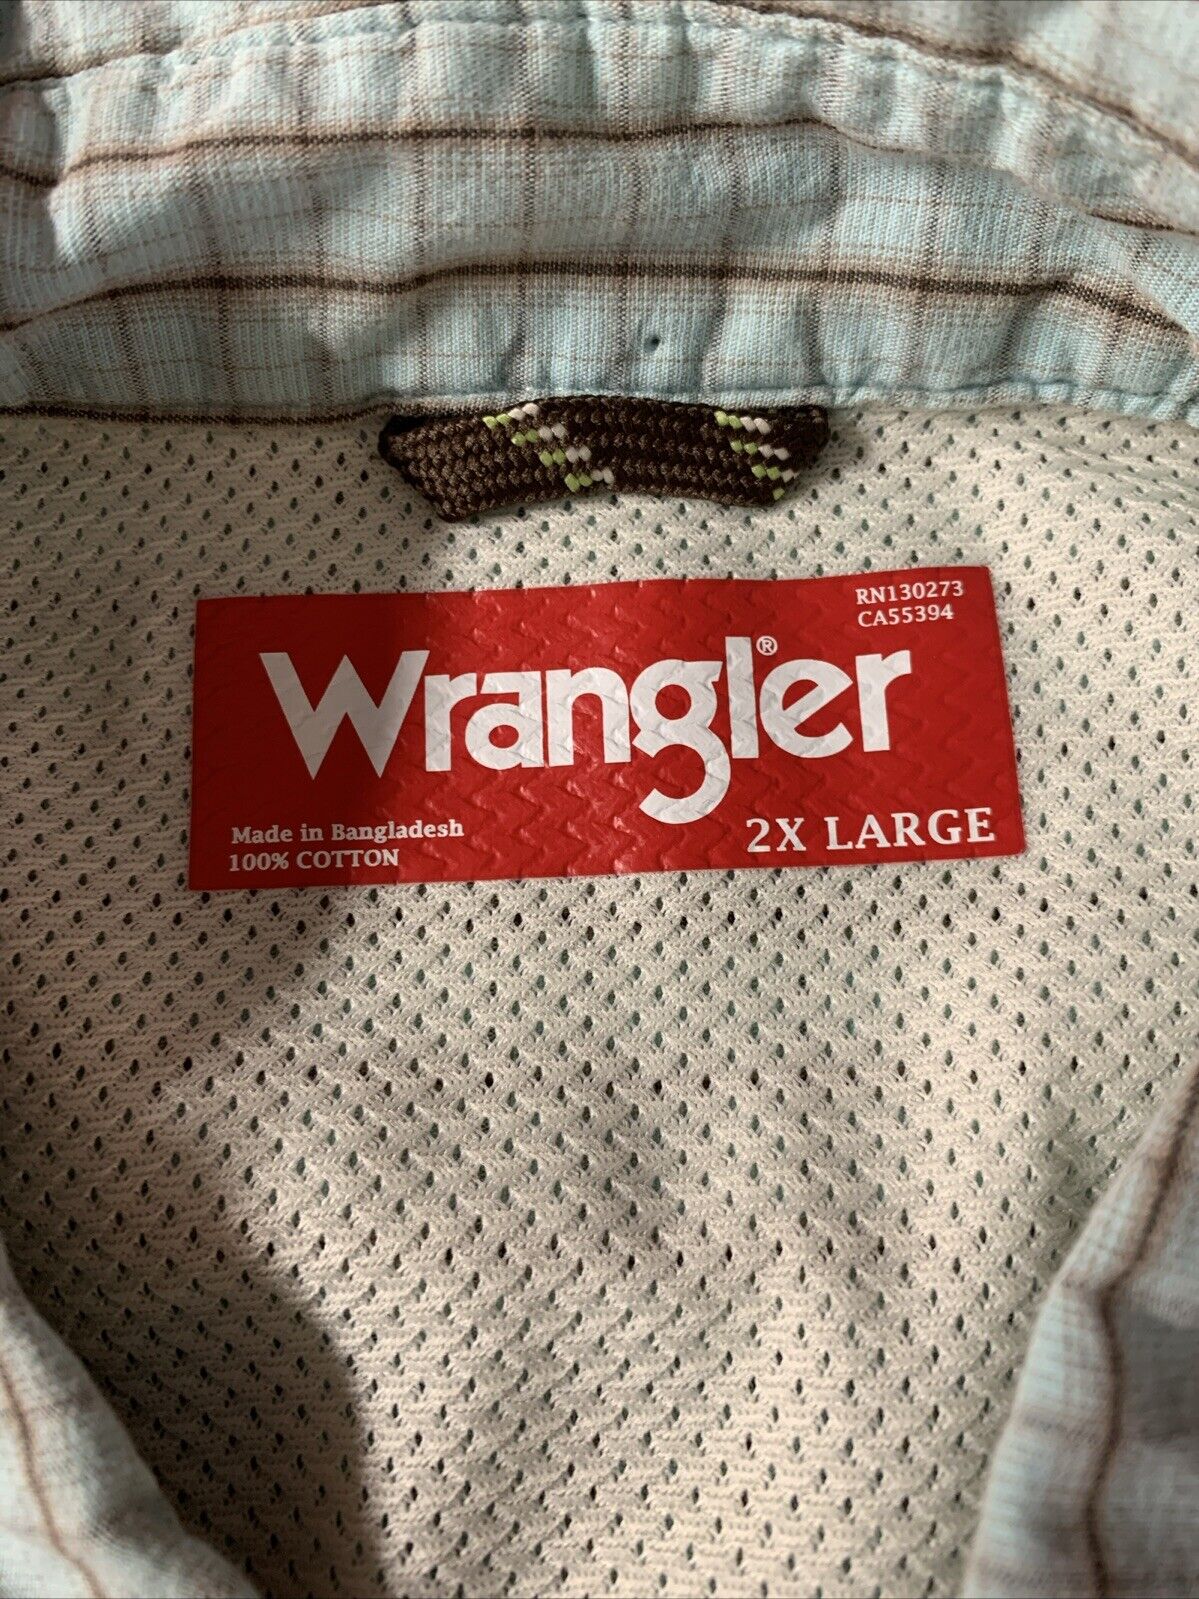 RN130273
CA55394
Wrangler®
Made in Bangladesh
100% COTTON
2X LARGE